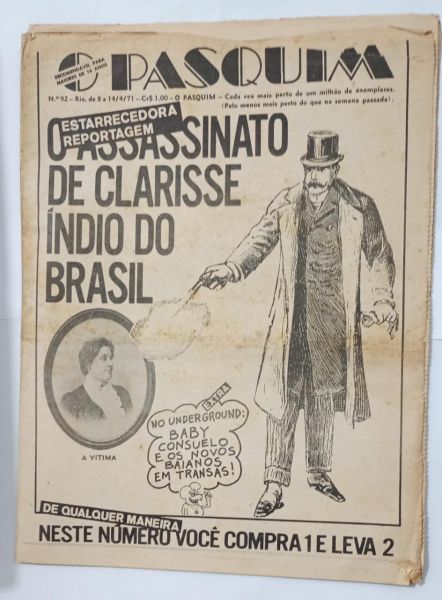 RECOMENDÁVEL PARA
MAIORES DE 16 ANOS
O PASQUIM
N.º 92 - Rio, de 8 a 14/4/71 - Cr$ 1,00 - O PASQUIM - Cada vez mais perto de um milhão de exemplares.
(Pelo menos mais perto do que na semana passada!).
ESTARRECEDORA
REPORTAGEM
O ASSASSINATO
DE CLARISSE
ÍNDIO DO
BRASIL
A VÍTIMA
EXTRA
NO UNDERGROUND:
BABY
CONSUELO
E OS NOVOS
BAIANOS
EM TRANSAS!
DE QUALQUER MANEIRA
NESTE NÚMERO VOCÊ COMPRA 1 E LEVA 2